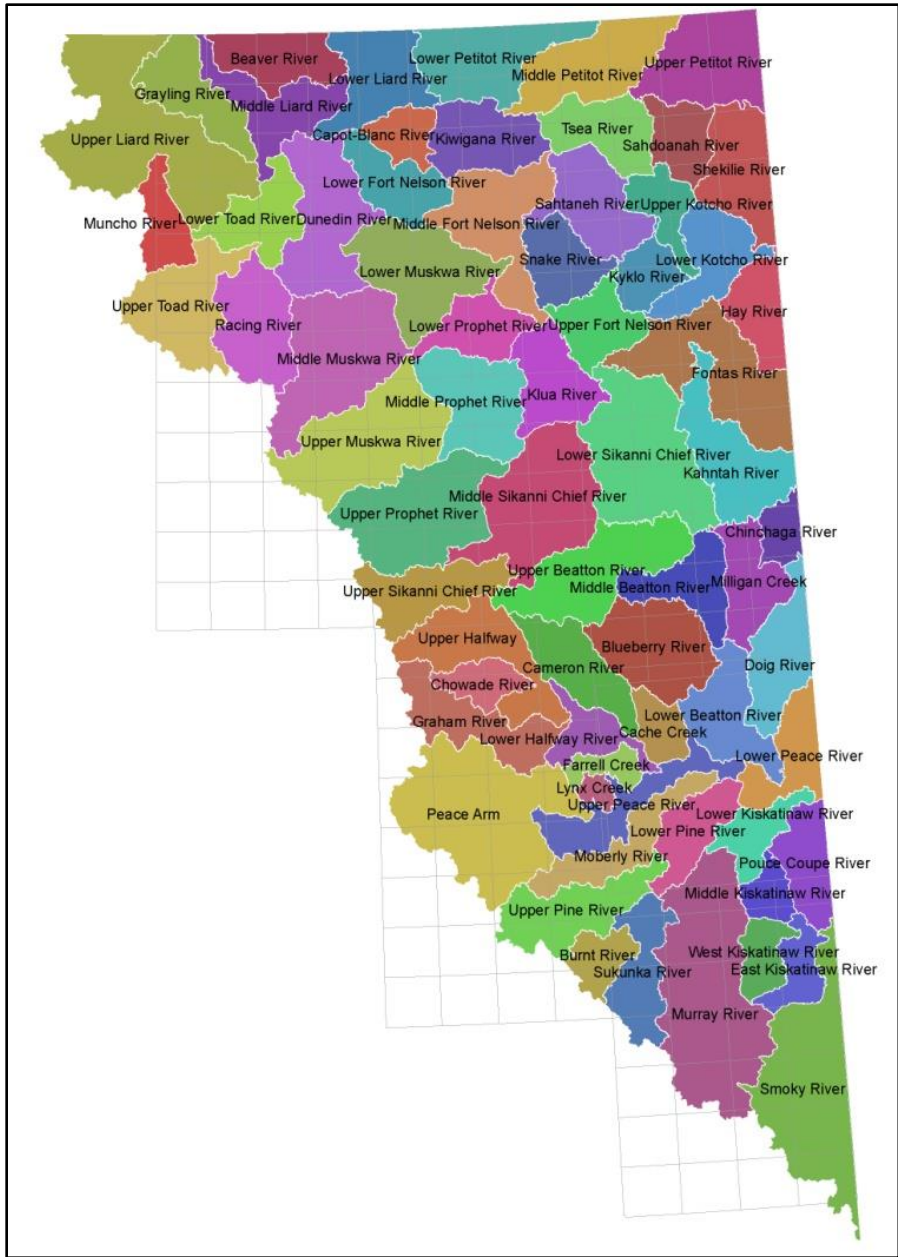 Beaver River
Lower Petitot River
Upper Petitot River
Lower Liard River
Middle Petitot River
Grayling River
Middle Liard River
Capot-Blanc River
Tsea River
Upper Liard River
Kiwigana River
Sahdoanah River
Shekilie River
Lower Fort Nelson River
Sahtaneh River
Upper Kotcho River
Muncho River
Lower Toad River
Dunedin River
Middle Fort Nelson River
Snake River
Lower Kotcho River
Lower Muskwa River
Kyklo River
Upper Toad River
Hay River
Racing River
Lower Prophet River
Upper Fort Nelson River
Middle Muskwa River
Fontas River
Middle Prophet River
Klua River
Upper Muskwa River
Lower Sikanni Chief River
Kahntah River
Middle Sikanni Chief River
Upper Prophet River
Chinchaga River
Upper Beatton River
Milligan Creek
Upper Sikanni Chief River
Middle Beatton River
Upper Halfway
Blueberry River
Cameron River
Doig River
Chowade River
Graham River
Lower Beatton River
Lower Halfway River
Cache Creek
Lower Peace River
Farrell Creek
Lynx Creek
Upper Peace River
Peace Arm
Lower Kiskatinaw River
Lower Pine River
Moberly River
Pouce Coupe River
Middle Kiskatinaw River
Upper Pine River
Burnt River
West Kiskatinaw River
Sukunka River
East Kiskatinaw River
Murray River
Smoky River